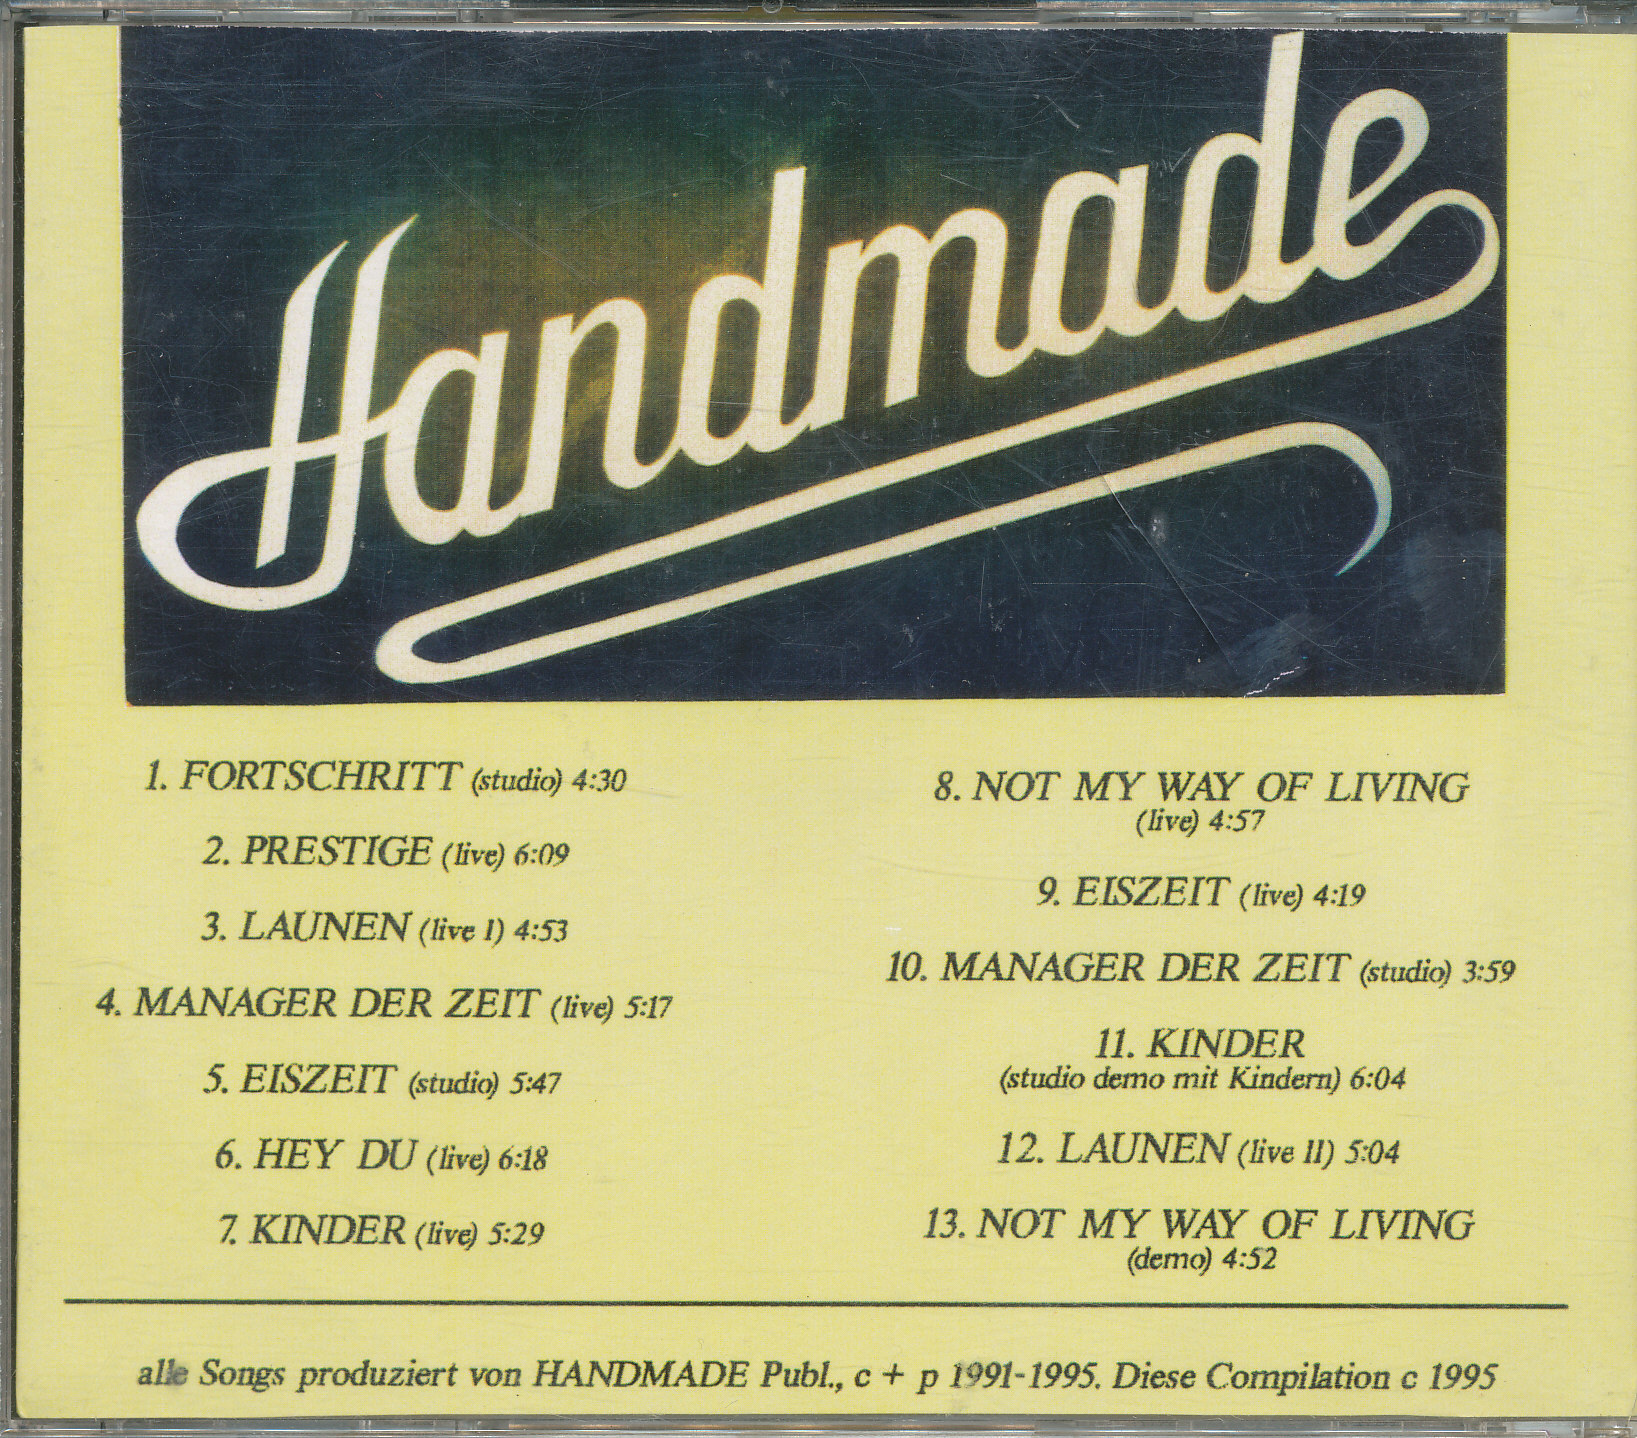 Handmade
1. FORTSCHRITT (studio) 4:30
2. PRESTIGE (live) 6:09
3. LAUNEN (live I) 4:53
4. MANAGER DER ZEIT (live) 5:17
5. EISZEIT (studio) 5:47
6. HEY DU (live) 6:18
7. KINDER (live) 5:29
8. NOT MY WAY OF LIVING
(live) 4:57
9. EISZEIT (live) 4:19
10. MANAGER DER ZEIT (studio) 3:59
11. KINDER
(studio demo mit Kindern) 6:04
12. LAUNEN (live II) 5:04
13. NOT MY WAY OF LIVING
(demo) 4:52
alle Songs produziert von HANDMADE Publ., c + p 1991-1995. Diese Compilation c 1995